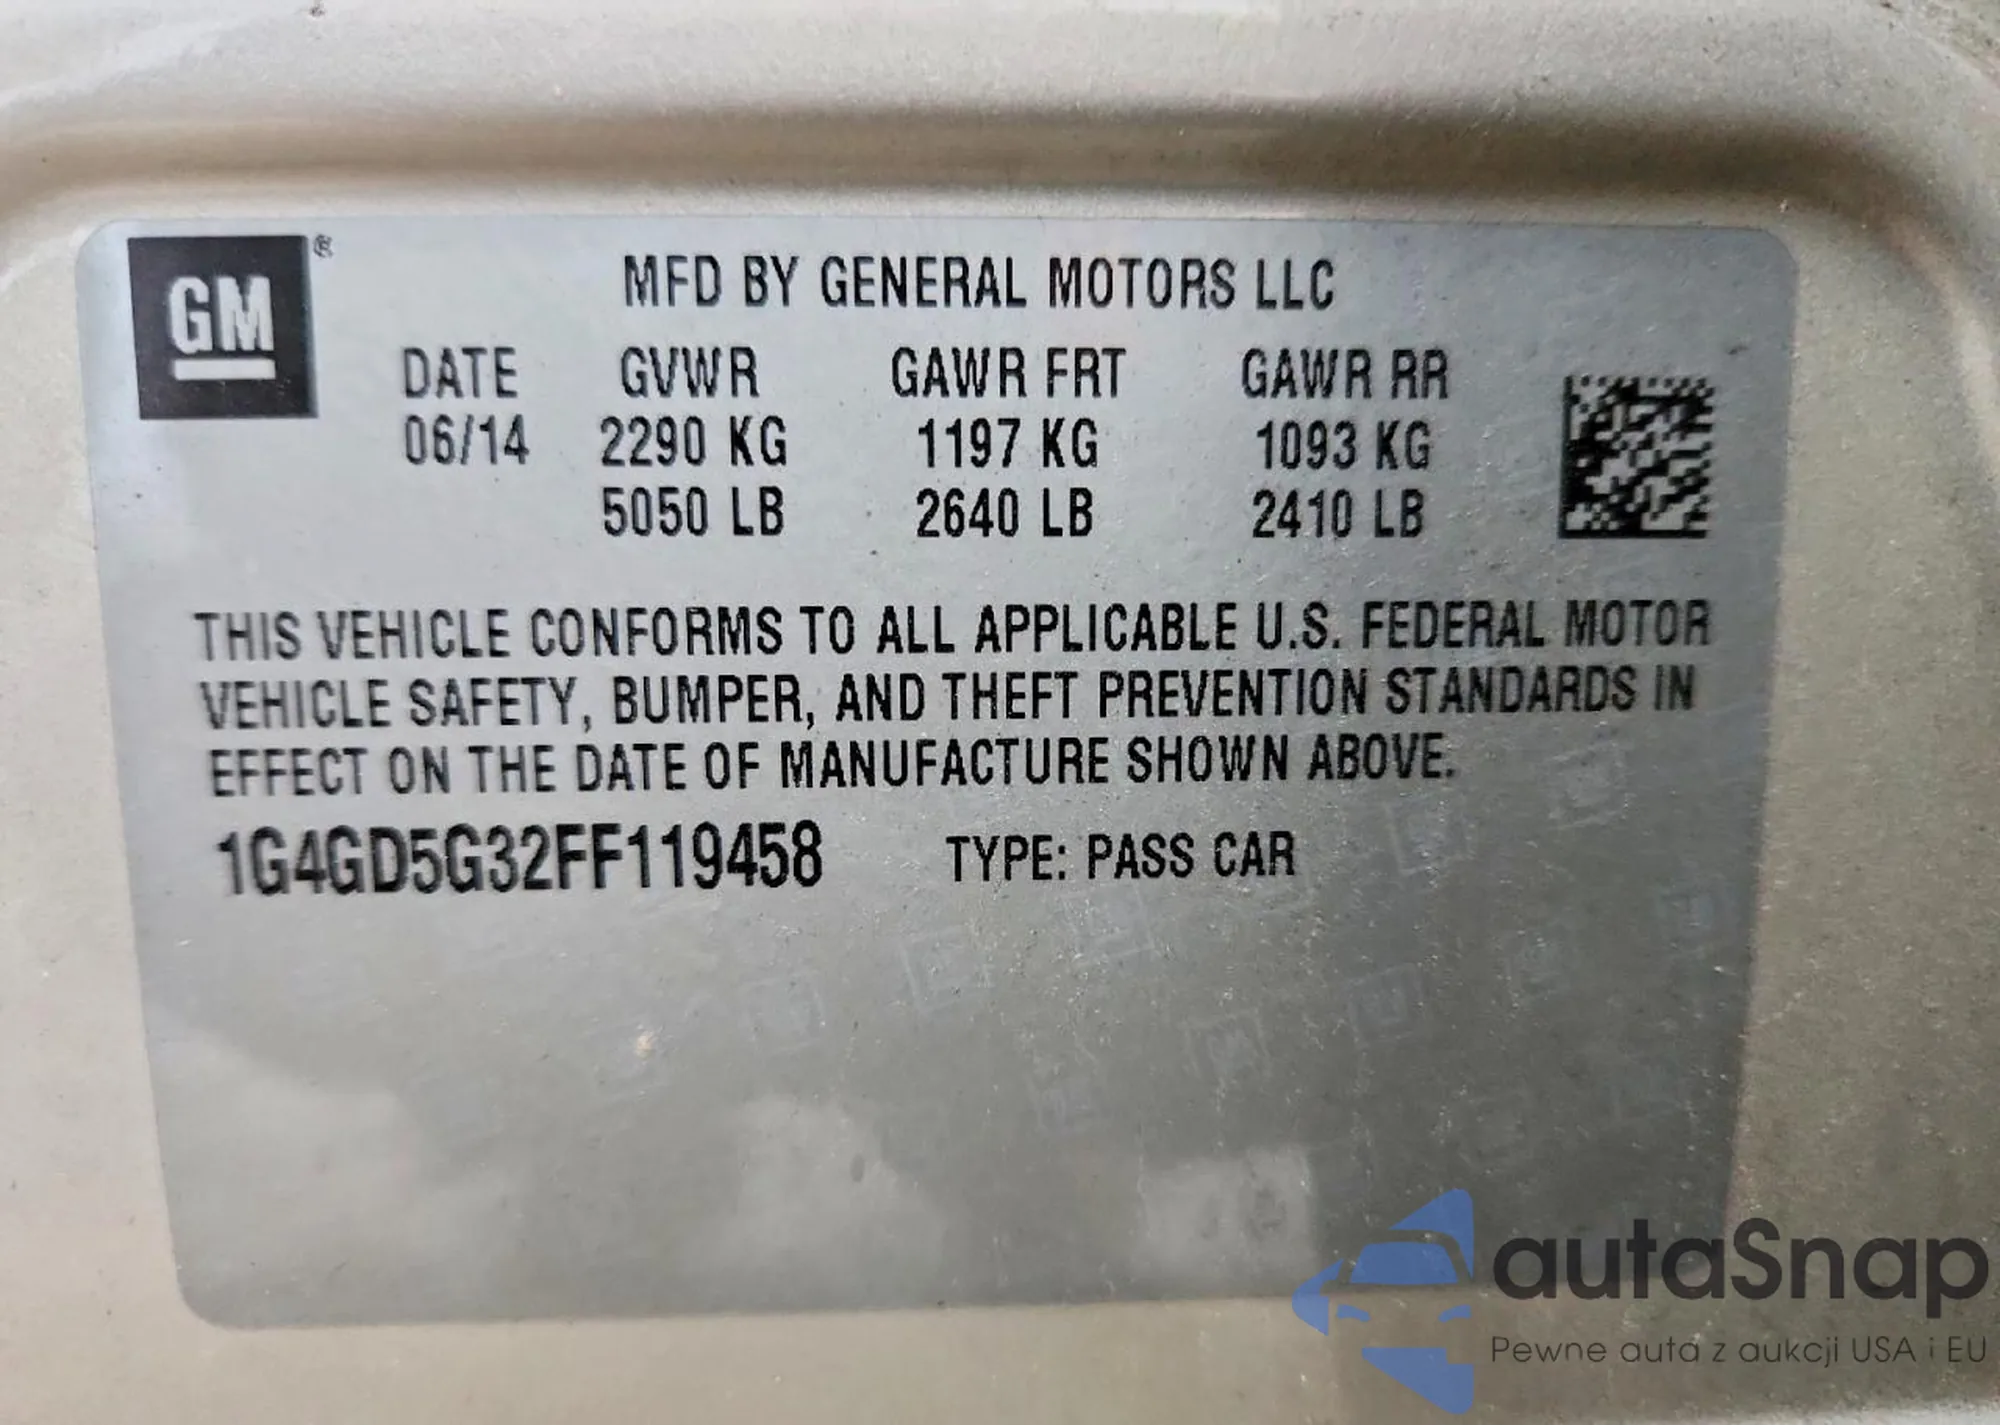 GM ®
MFD BY GENERAL MOTORS LLC
DATE GVWR GAWR FRT GAWR RR
06/14 2290 KG 1197 KG 1093 KG
5050 LB 2640 LB 2410 LB
THIS VEHICLE CONFORMS TO ALL APPLICABLE U.S. FEDERAL MOTOR
VEHICLE SAFETY, BUMPER, AND THEFT PREVENTION STANDARDS IN
EFFECT ON THE DATE OF MANUFACTURE SHOWN ABOVE.
1G4GD5G32FF119458 TYPE: PASS CAR
autaSnap
Pewne auta z aukcji USA i EU